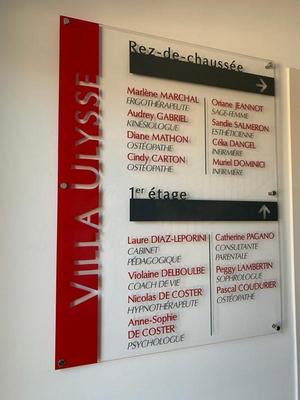 VILLA ULYSSE
Rez-de-chaussée
Marlène MARCHAL
ERGOTHÉRAPEUTE
Audrey GABRIEL
KINÉSIOLOGUE
Diane MATHON
OSTÉOPATHE
Cindy CARTON
OSTÉOPATHE
Oriane JEANNOT
SAGE-FEMME
Sandie SALMERON
ESTHÉTICIENNE
Célia DANGEL
INFIRMIÈRE
Muriel DOMINICI
INFIRMIÈRE
1er étage
Laure DIAZ-LEPORINI
CABINET
PÉDAGOGIQUE
Violaine DELBOULBE
COACH DE VIE
Nicolas DE COSTER
HYPNOTHÉRAPEUTE
Anne-Sophie
DE COSTER
PSYCHOLOGUE
Catherine PAGANO
CONSULTANTE
PARENTALE
Peggy LAMBERTIN
SOPHROLOGUE
Pascal COUDURIER
OSTÉOPATHE